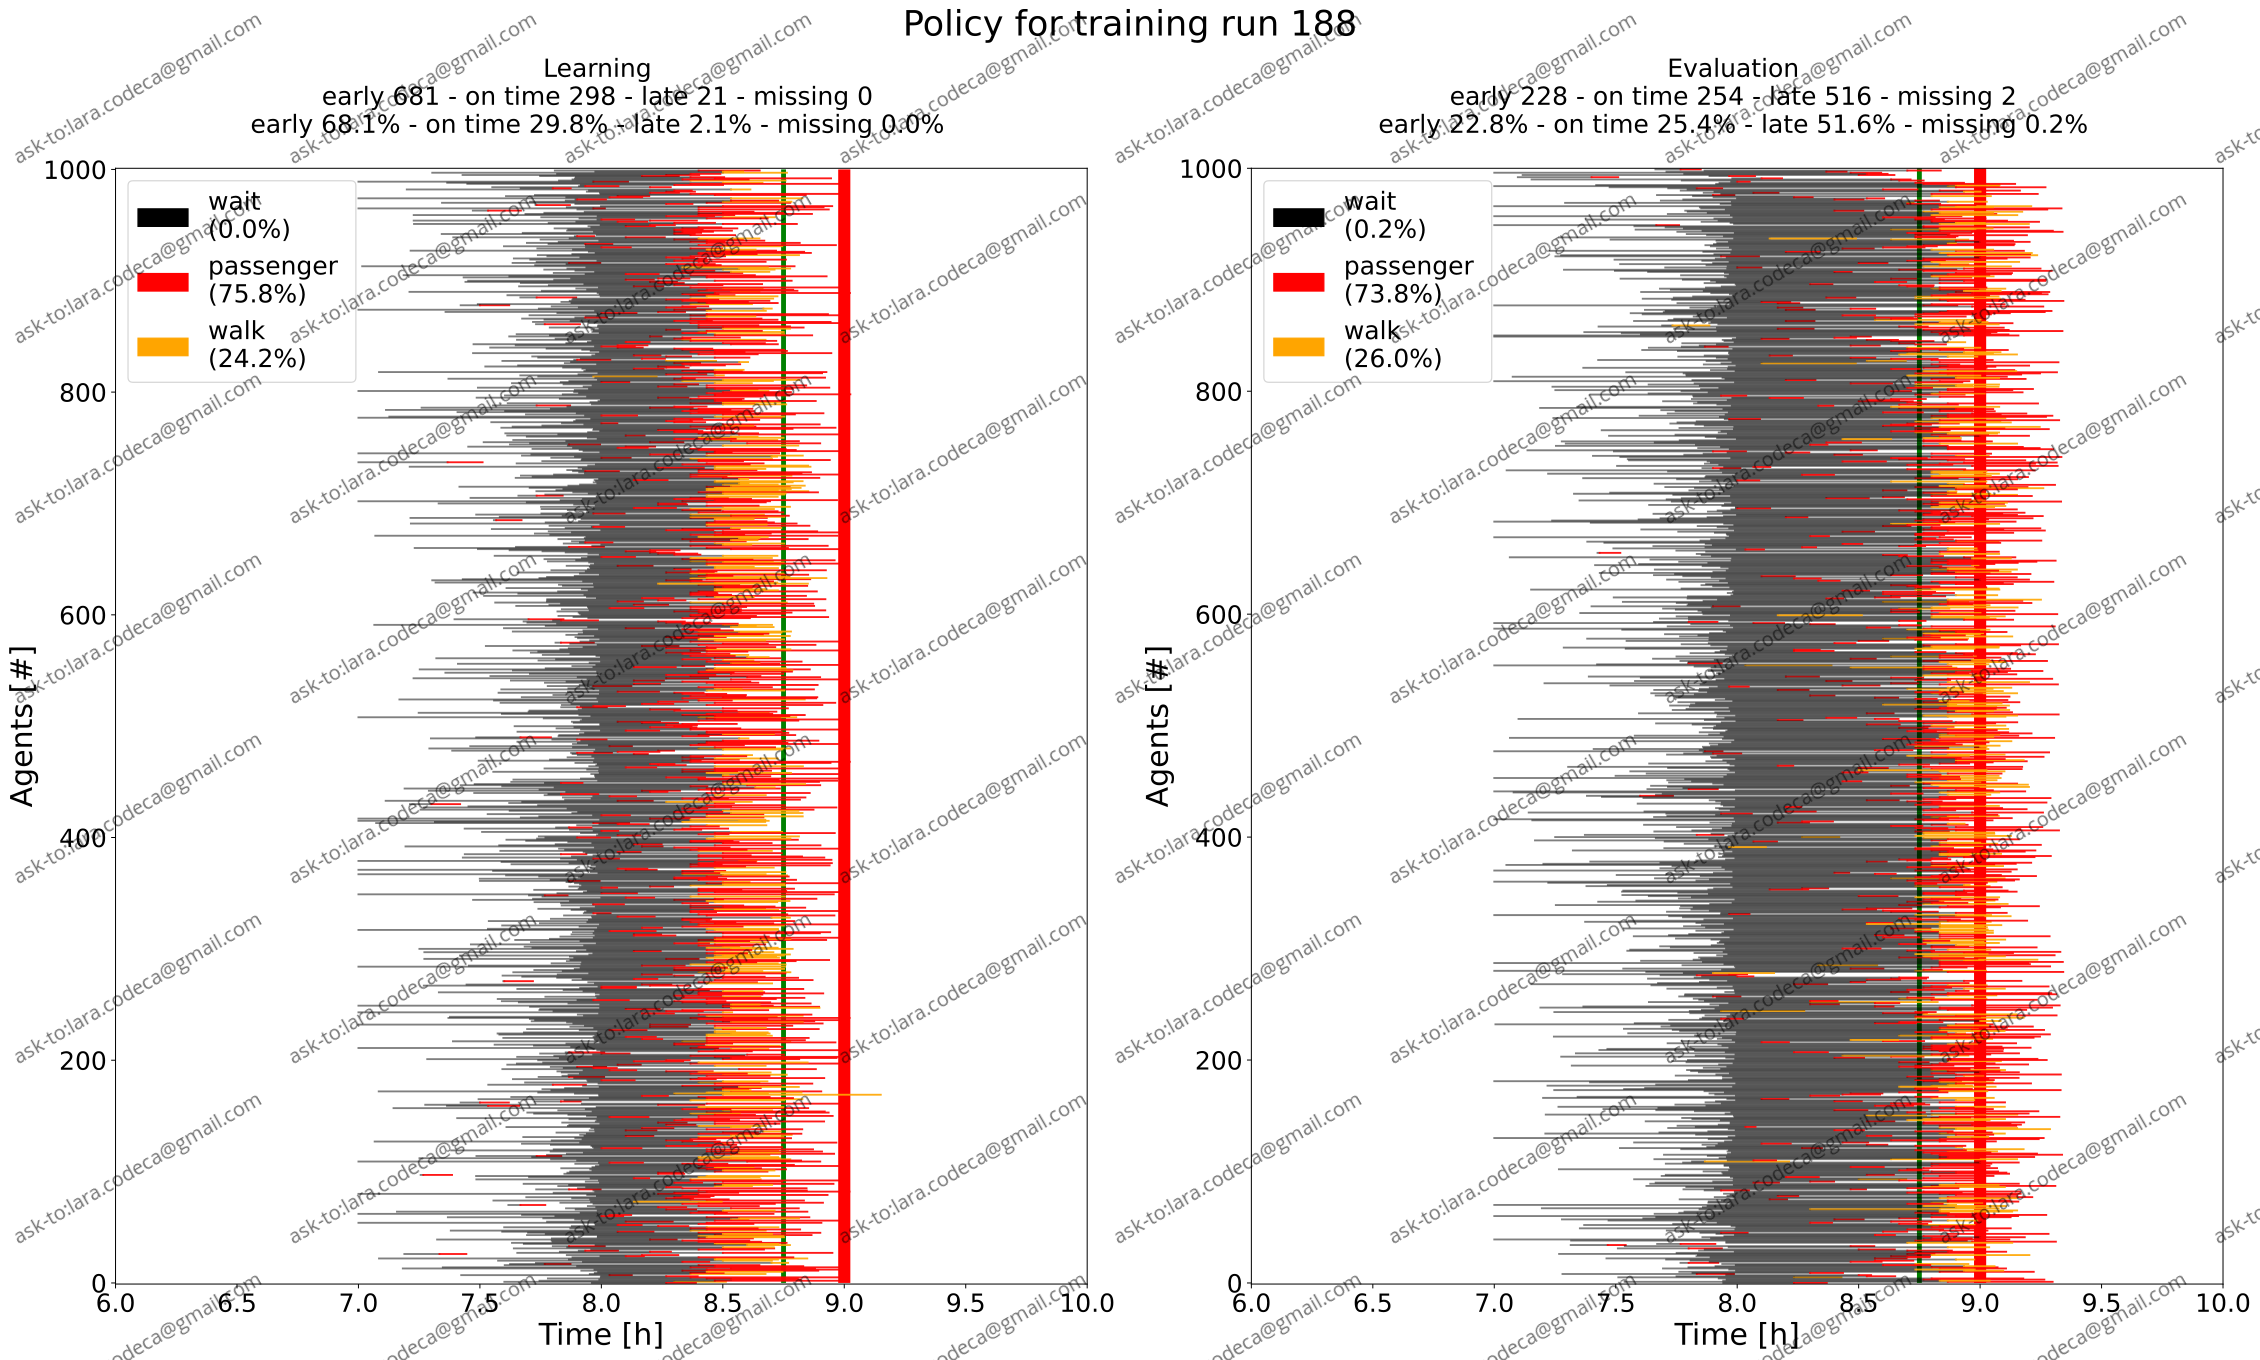 Policy for training run 188
Learning
early 681 - on time 298 - late 21 - missing 0
early 68.1% - on time 29.8% - late 2.1% - missing 0.0%
1000
800
600
400
200
0
Agents [#]
wait
(0.0%)
passenger
(75.8%)
walk
(24.2%)
6.0 6.5 7.0 7.5 8.0 8.5 9.0 9.5 10.0
Time [h]
Evaluation
early 228 - on time 254 - late 516 - missing 2
early 22.8% - on time 25.4% - late 51.6% - missing 0.2%
1000
800
600
400
200
0
Agents [#]
wait
(0.2%)
passenger
(73.8%)
walk
(26.0%)
6.0 6.5 7.0 7.5 8.0 8.5 9.0 9.5 10.0
Time [h]
ask-to:lara.codeca@gmail.com